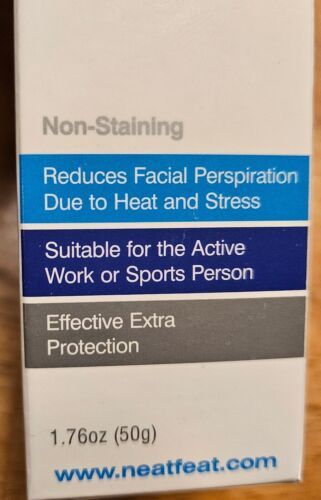 Non-Staining
Reduces Facial Perspiration
Due to Heat and Stress
Suitable for the Active
Work or Sports Person
Effective Extra
Protection
1.76oz (50g)
www.neatfeat.com